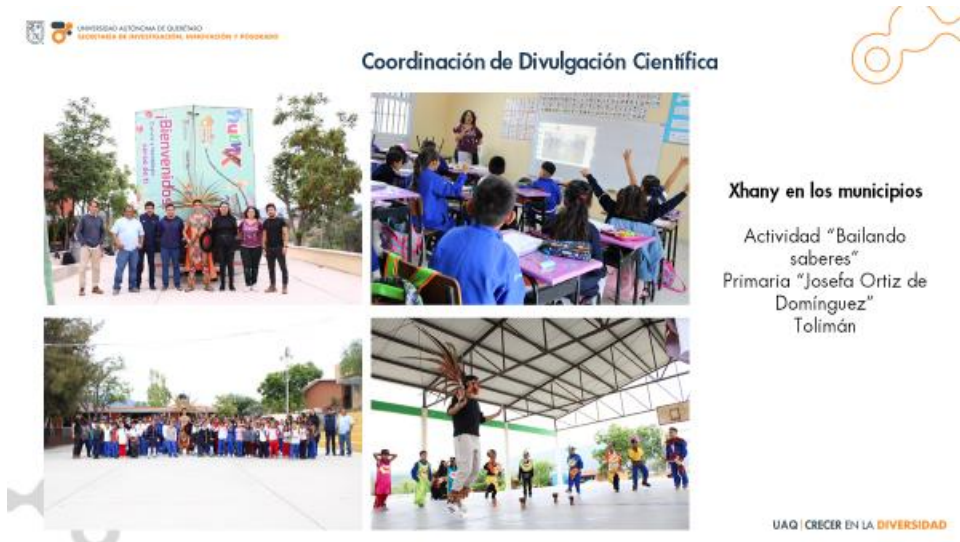 UNIVERSIDAD AUTÓNOMA DE QUERÉTARO
SECRETARÍA DE INVESTIGACIÓN, INNOVACIÓN Y POSGRADO
Coordinación de Divulgación Científica
¡Bienvenidos
Xhany en los municipios
Actividad “Bailando
saberes”
Primaria “Josefa Ortiz de
Domínguez”
Tolimán
UAQ | CRECER EN LA DIVERSIDAD